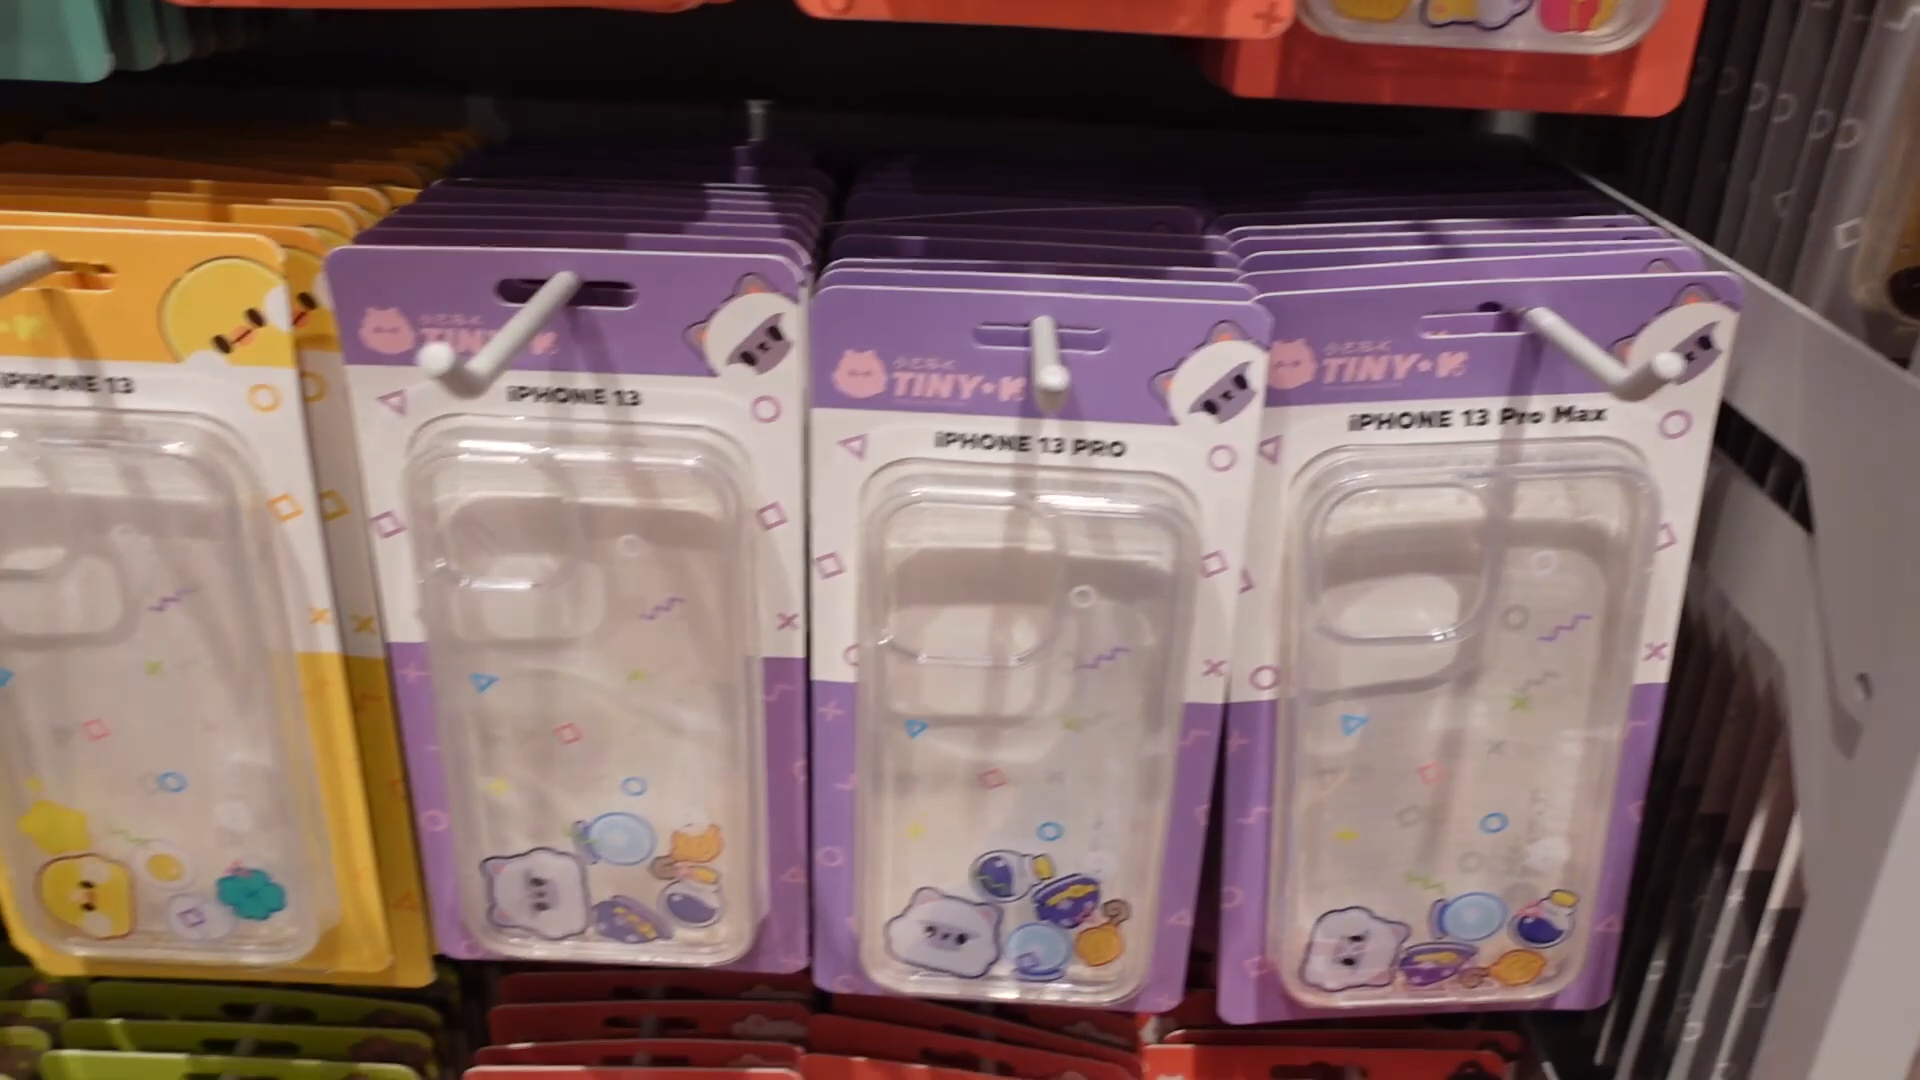 iPHONE 13
iPHONE 13
TINY
iPHONE 13 PRO
TINY
iPHONE 13 Pro Max
TINY